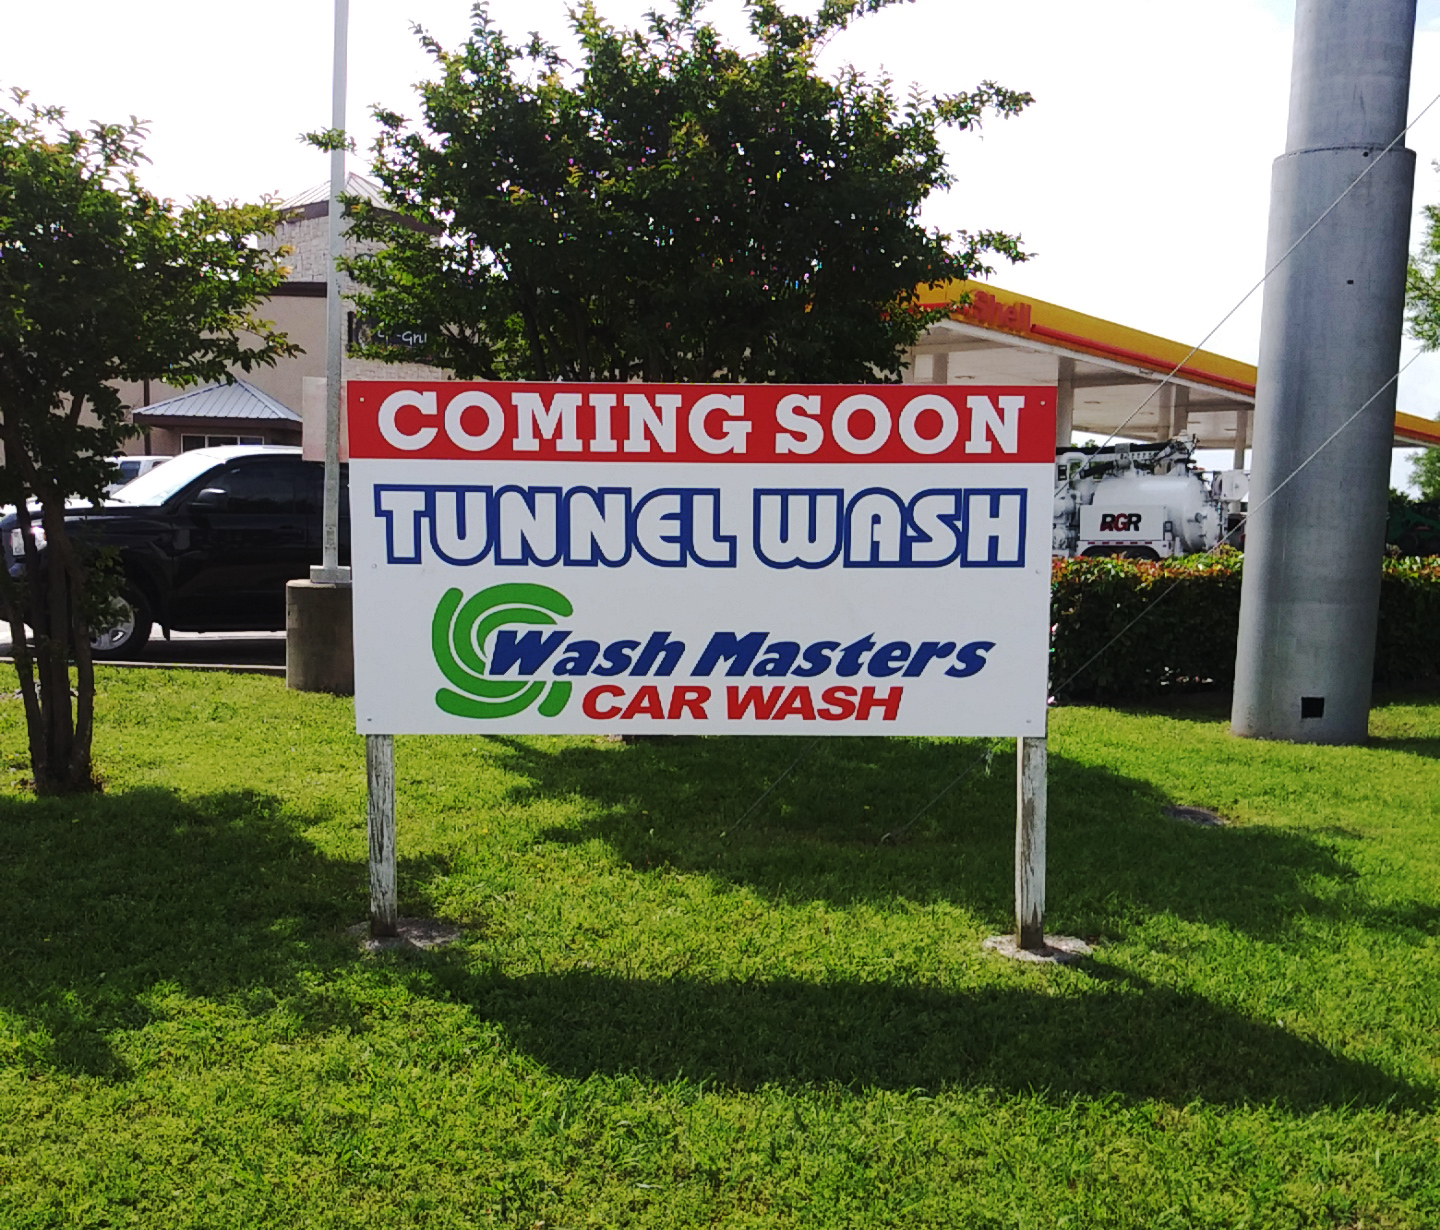 Shell
COMING SOON
TUNNEL WASH
RGR
Wash Masters
CAR WASH